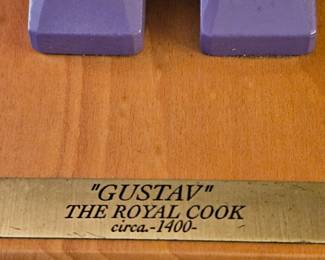 "GUSTAV"
THE ROYAL COOK
circa.-1400-